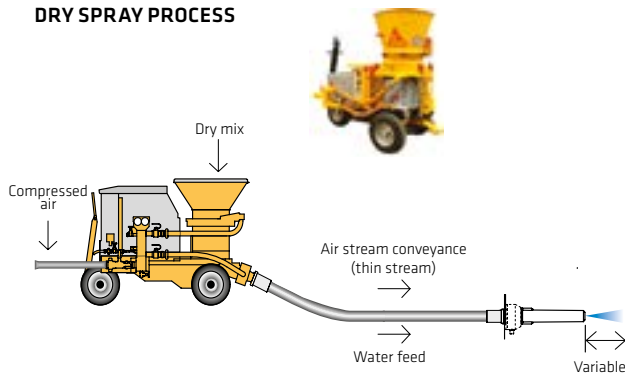 DRY SPRAY PROCESS
Dry mix
Compressed
air
Air stream conveyance
(thin stream)
Water feed
Variable